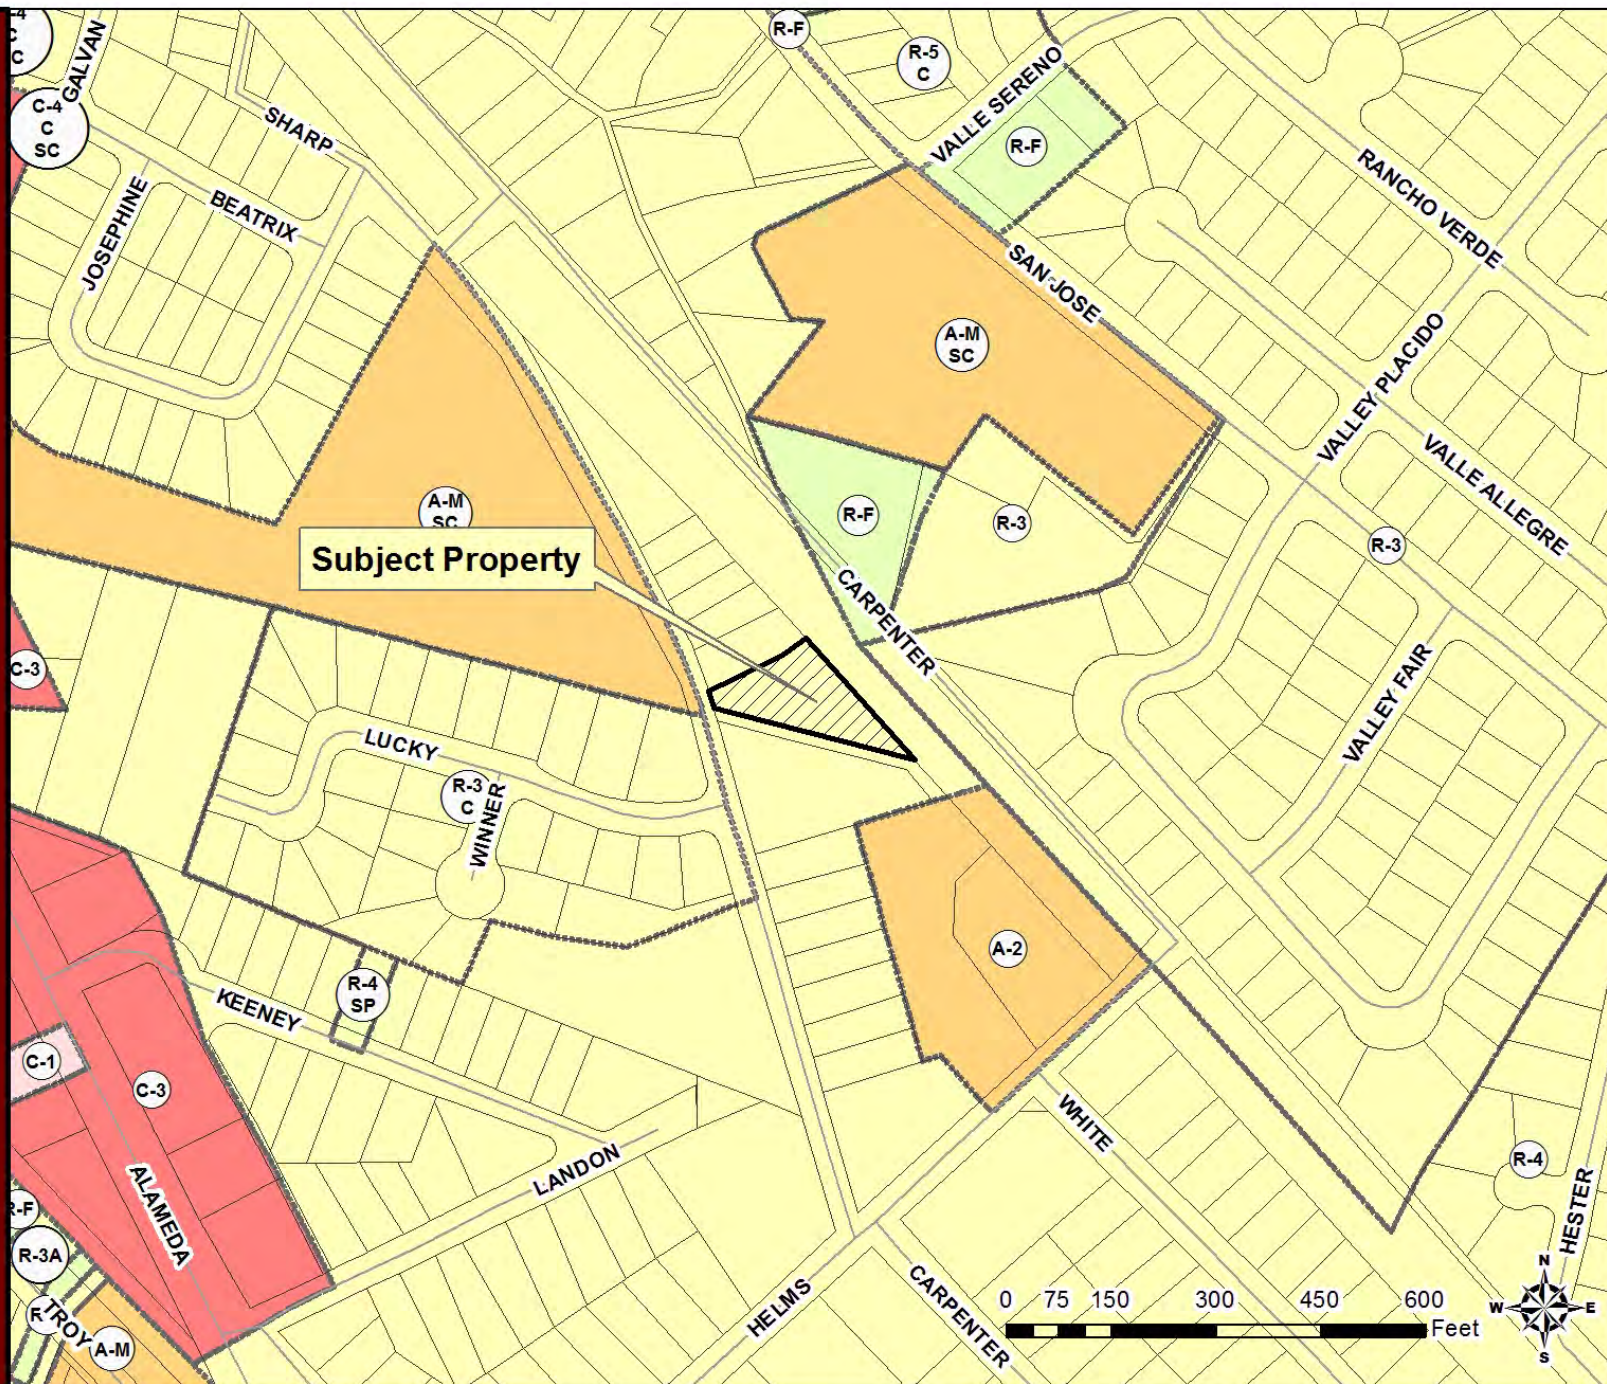 -4
C
C
GALVAN
R-F
R-5
C
VALLE SERENO
C-4
C
SC
SHARP
R-F
RANCHO VERDE
JOSEPHINE
BEATRIX
SAN JOSE
A-M
SC
VALLEY PLACIDO
VALLE ALLEGRE
A-M
SC
R-F
R-3
R-3
Subject Property
CARPENTER
C-3
VALLEY FAIR
LUCKY
R-3
C
WINNER
A-2
R-4
SP
KEENEY
C-1
C-3
WHITE
LANDON
R-4
ALAMEDA
HESTER
R-F
R-3A
R
TROY
A-M
HELMS
CARPENTER
0 75 150 300 450 600
Feet
N
W E
S